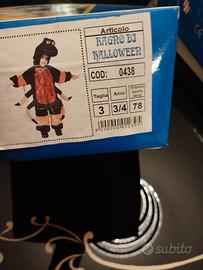 Articolo
RAGNO DI
HALLOWEEN
COD: 0438
Taglia Anni
3 3/4 78
subito